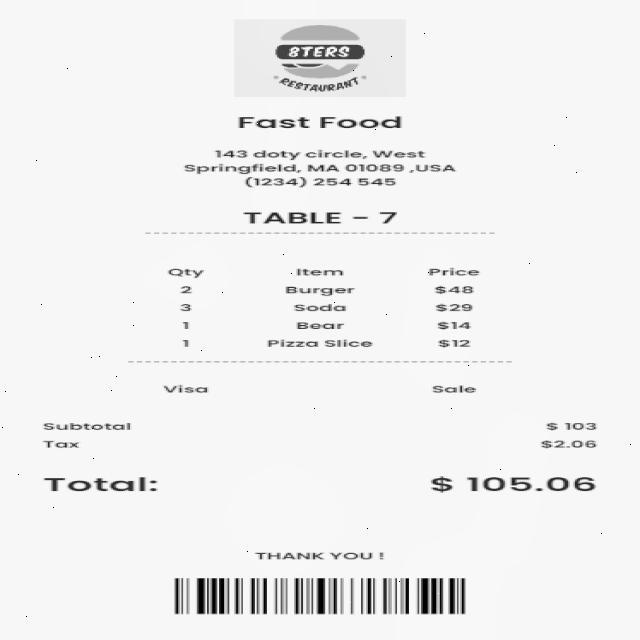 8TERS
RESTAURANT
Fast Food
143 doty circle, West
Springfield, MA 01089 ,USA
(1234) 254 545
TABLE - 7
Qty Item Price
2 Burger $48
3 Soda $29
1 Bear $14
1 Pizza Slice $12
Visa Sale
Subtotal $ 103
Tax $2.06
Total: $ 105.06
THANK YOU !